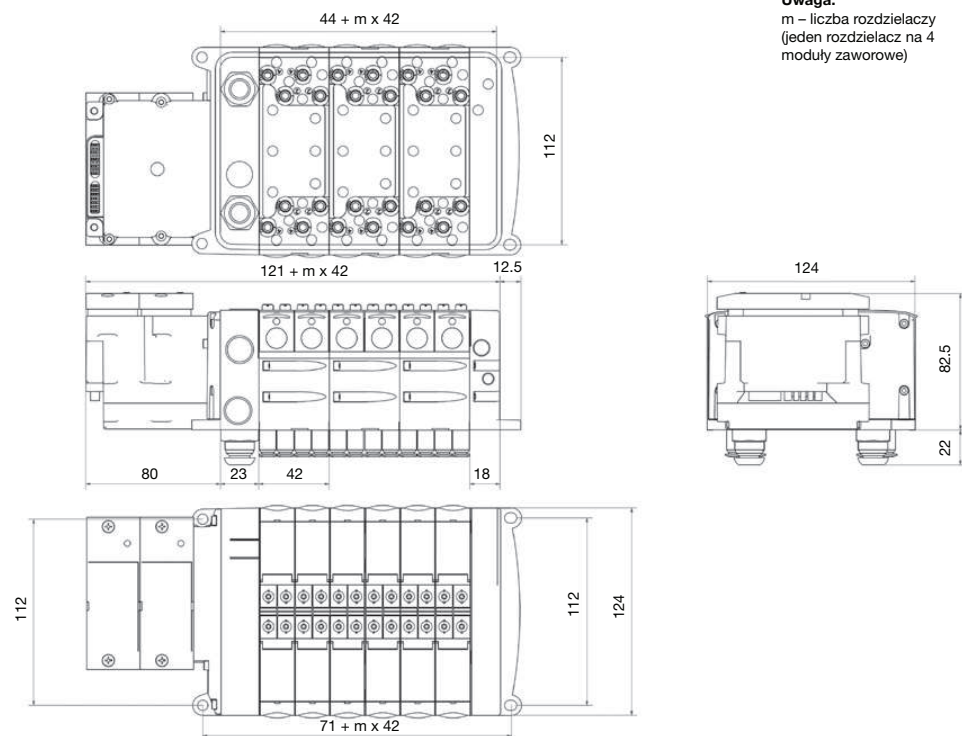 44 + m x 42
Uwaga:
m – liczba rozdzielaczy
(jeden rozdzielacz na 4
moduły zaworowe)
112
121 + m x 42
12.5
124
82.5
22
80
23
42
18
112
112
124
71 + m x 42